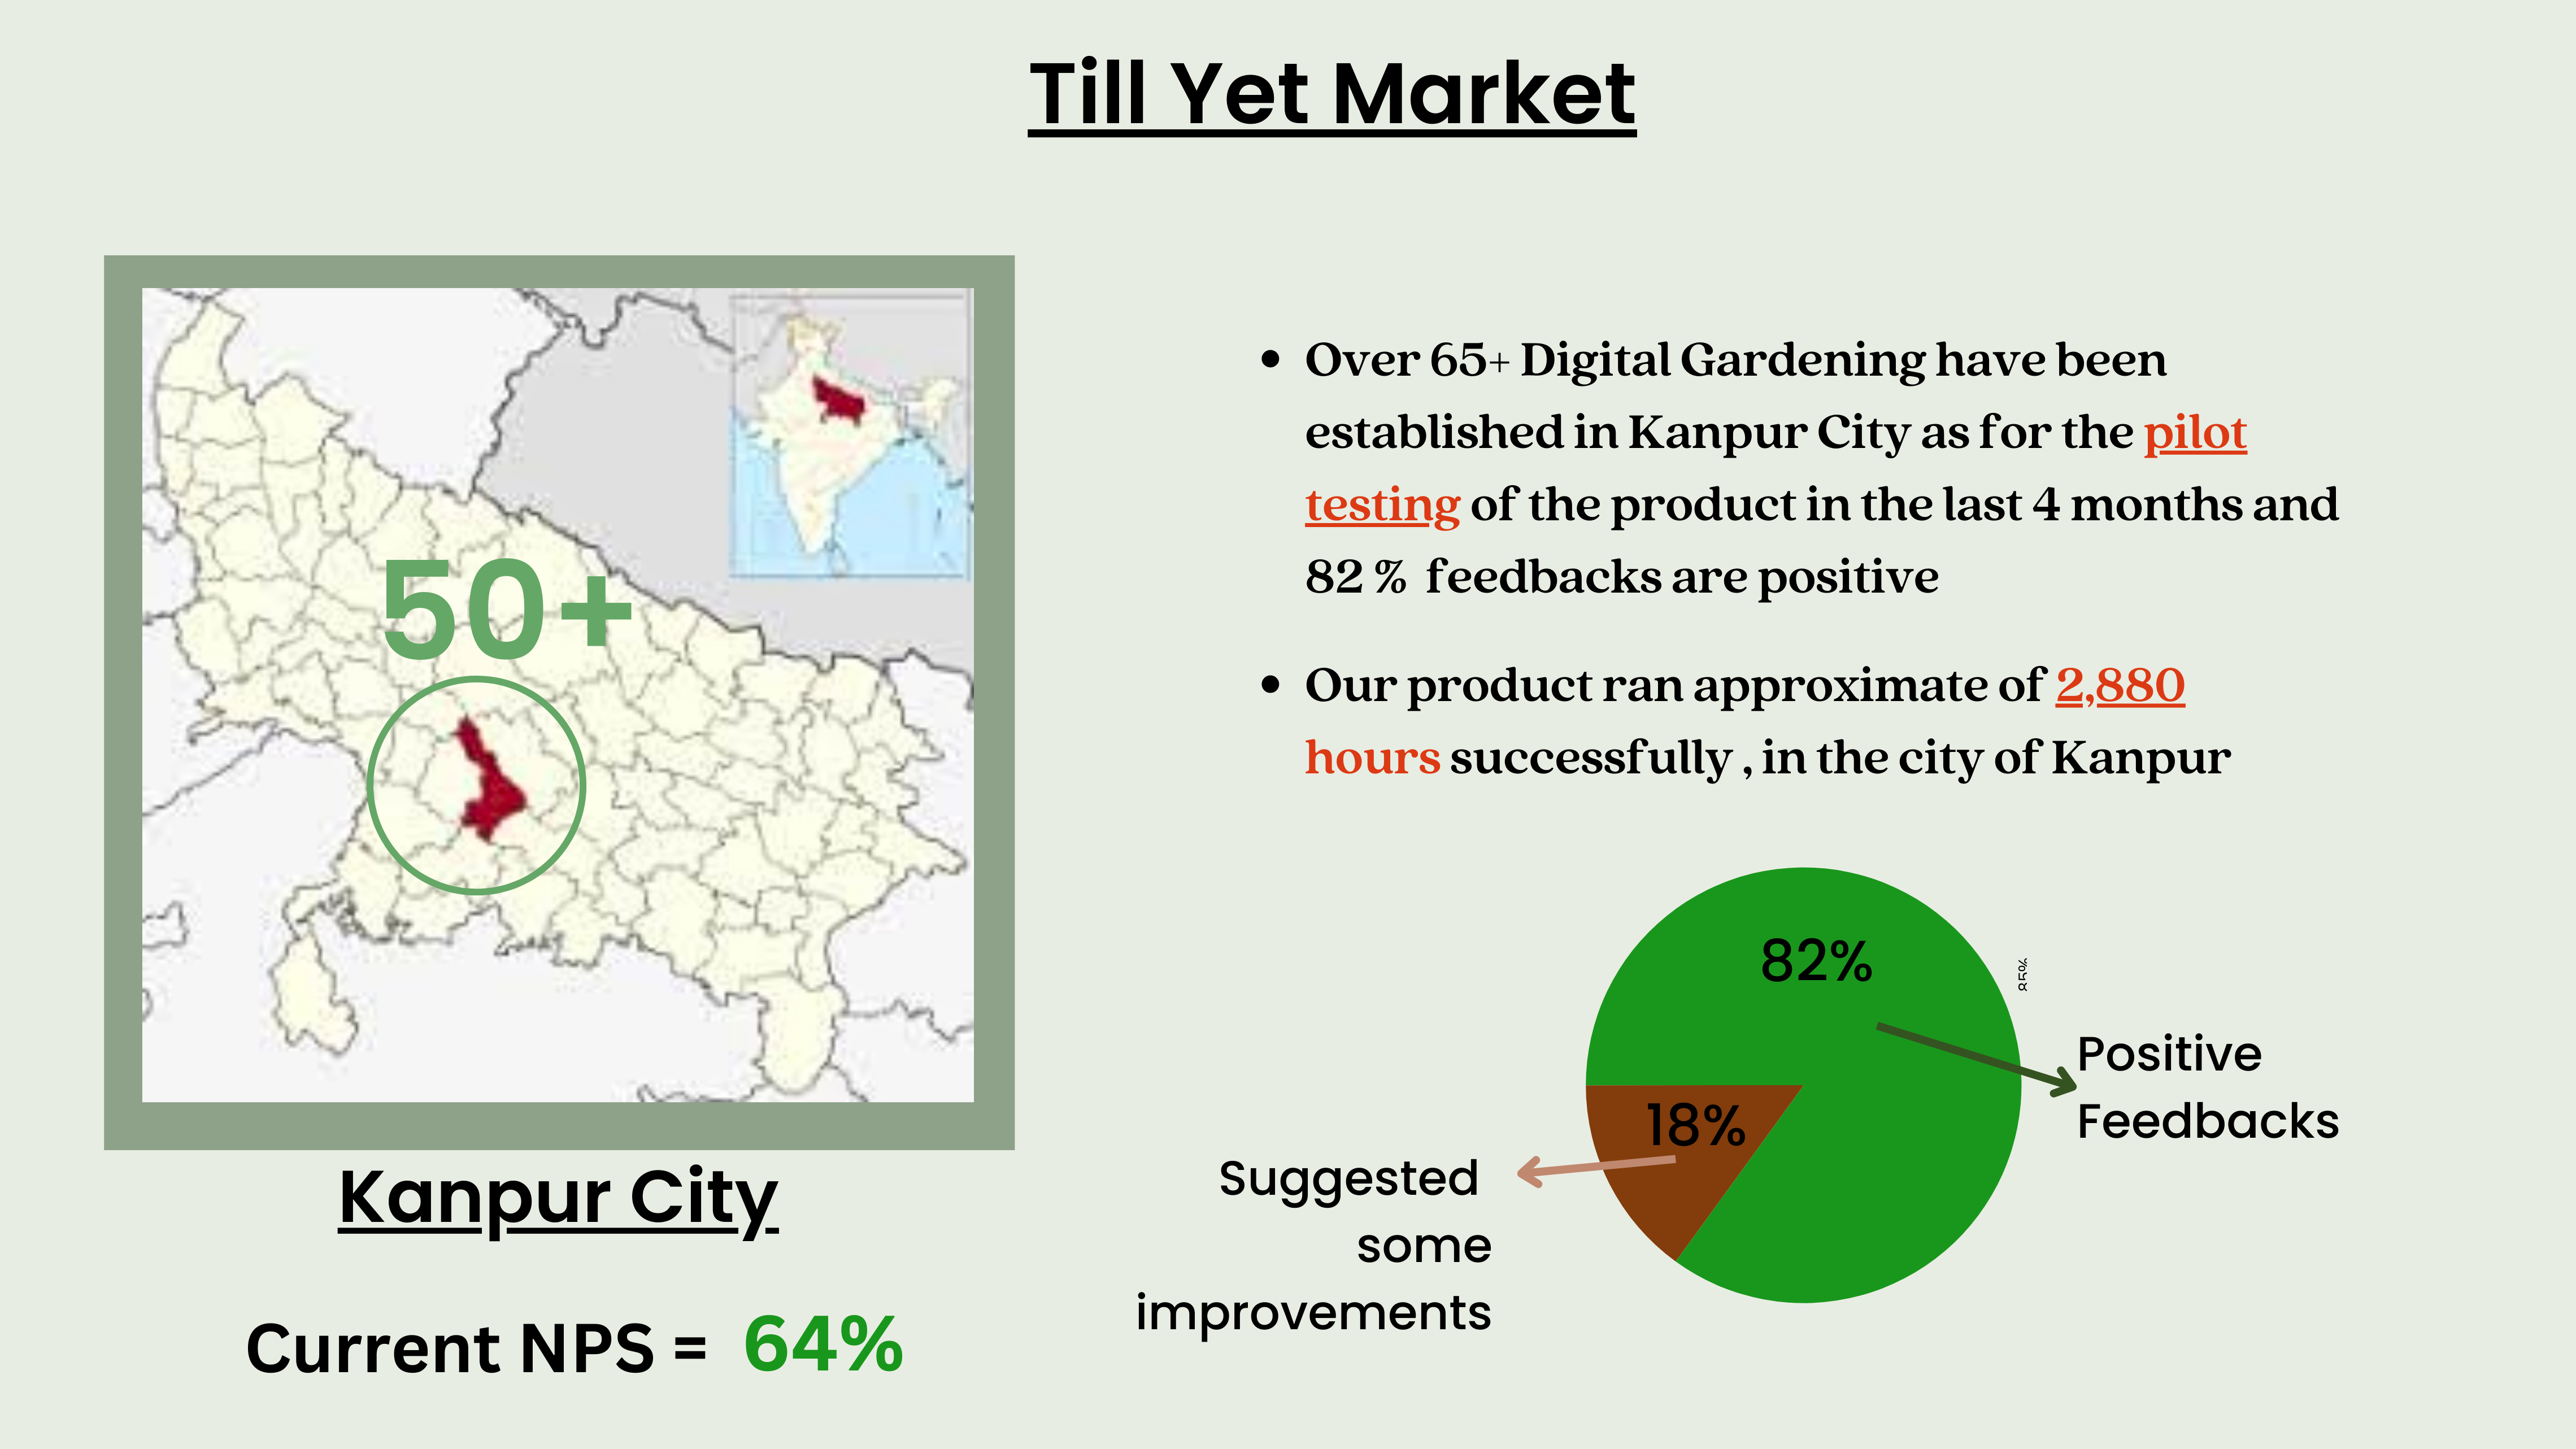 Till Yet Market
50+
Kanpur City
Current NPS = 64%
• Over 65+ Digital Gardening have been
established in Kanpur City as for the pilot
testing of the product in the last 4 months and
82 % feedbacks are positive
• Our product ran approximate of 2,880
hours successfully , in the city of Kanpur
82%
Positive
Feedbacks
18%
Suggested
some
improvements